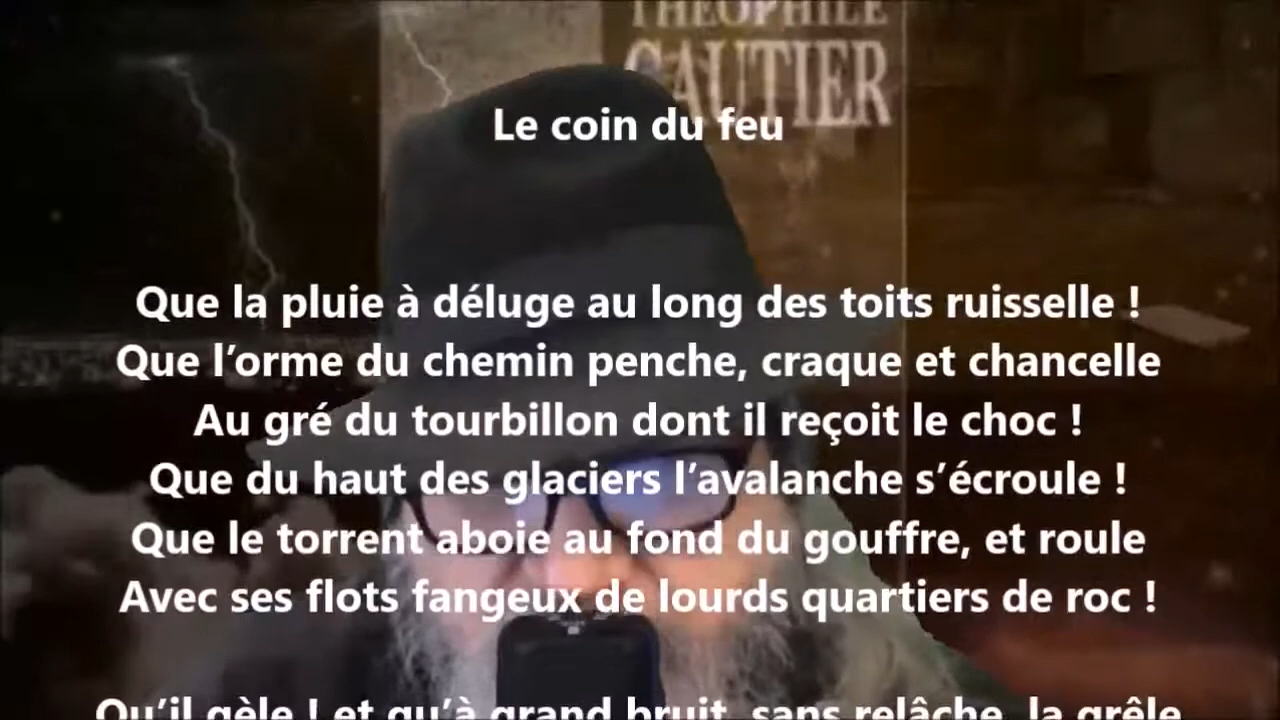 THÉOPHILE
GAUTIER
Le coin du feu
Que la pluie à déluge au long des toits ruisselle !
Que l’orme du chemin penche, craque et chancelle
Au gré du tourbillon dont il reçoit le choc !
Que du haut des glaciers l’avalanche s’écroule !
Que le torrent aboie au fond du gouffre, et roule
Avec ses flots fangeux de lourds quartiers de roc !
Qu’il gèle ! et qu’à grand bruit, sans relâche, la grêle